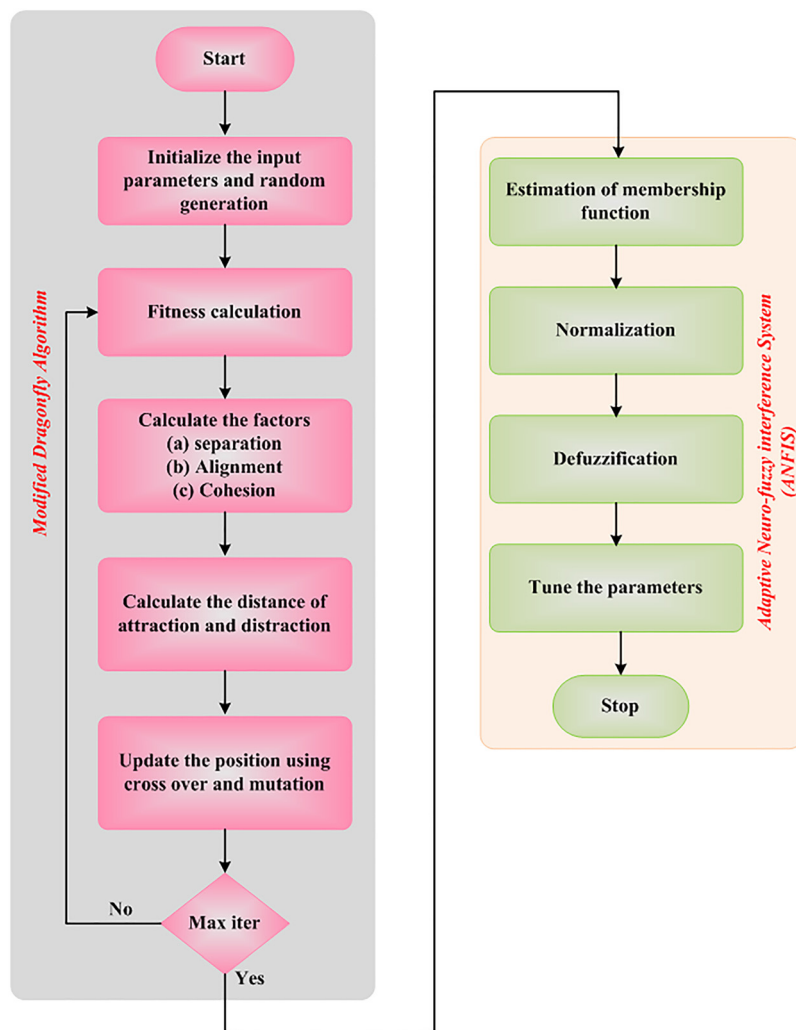 Start
Initialize the input
parameters and random
generation
Fitness calculation
Calculate the factors
(a) separation
(b) Alignment
(c) Cohesion
Calculate the distance of
attraction and distraction
Update the position using
cross over and mutation
Max iter
No
Yes
Modified Dragonfly Algorithm
Estimation of membership
function
Normalization
Defuzzification
Tune the parameters
Stop
Adaptive Neuro-fuzzy interference System
(ANFIS)